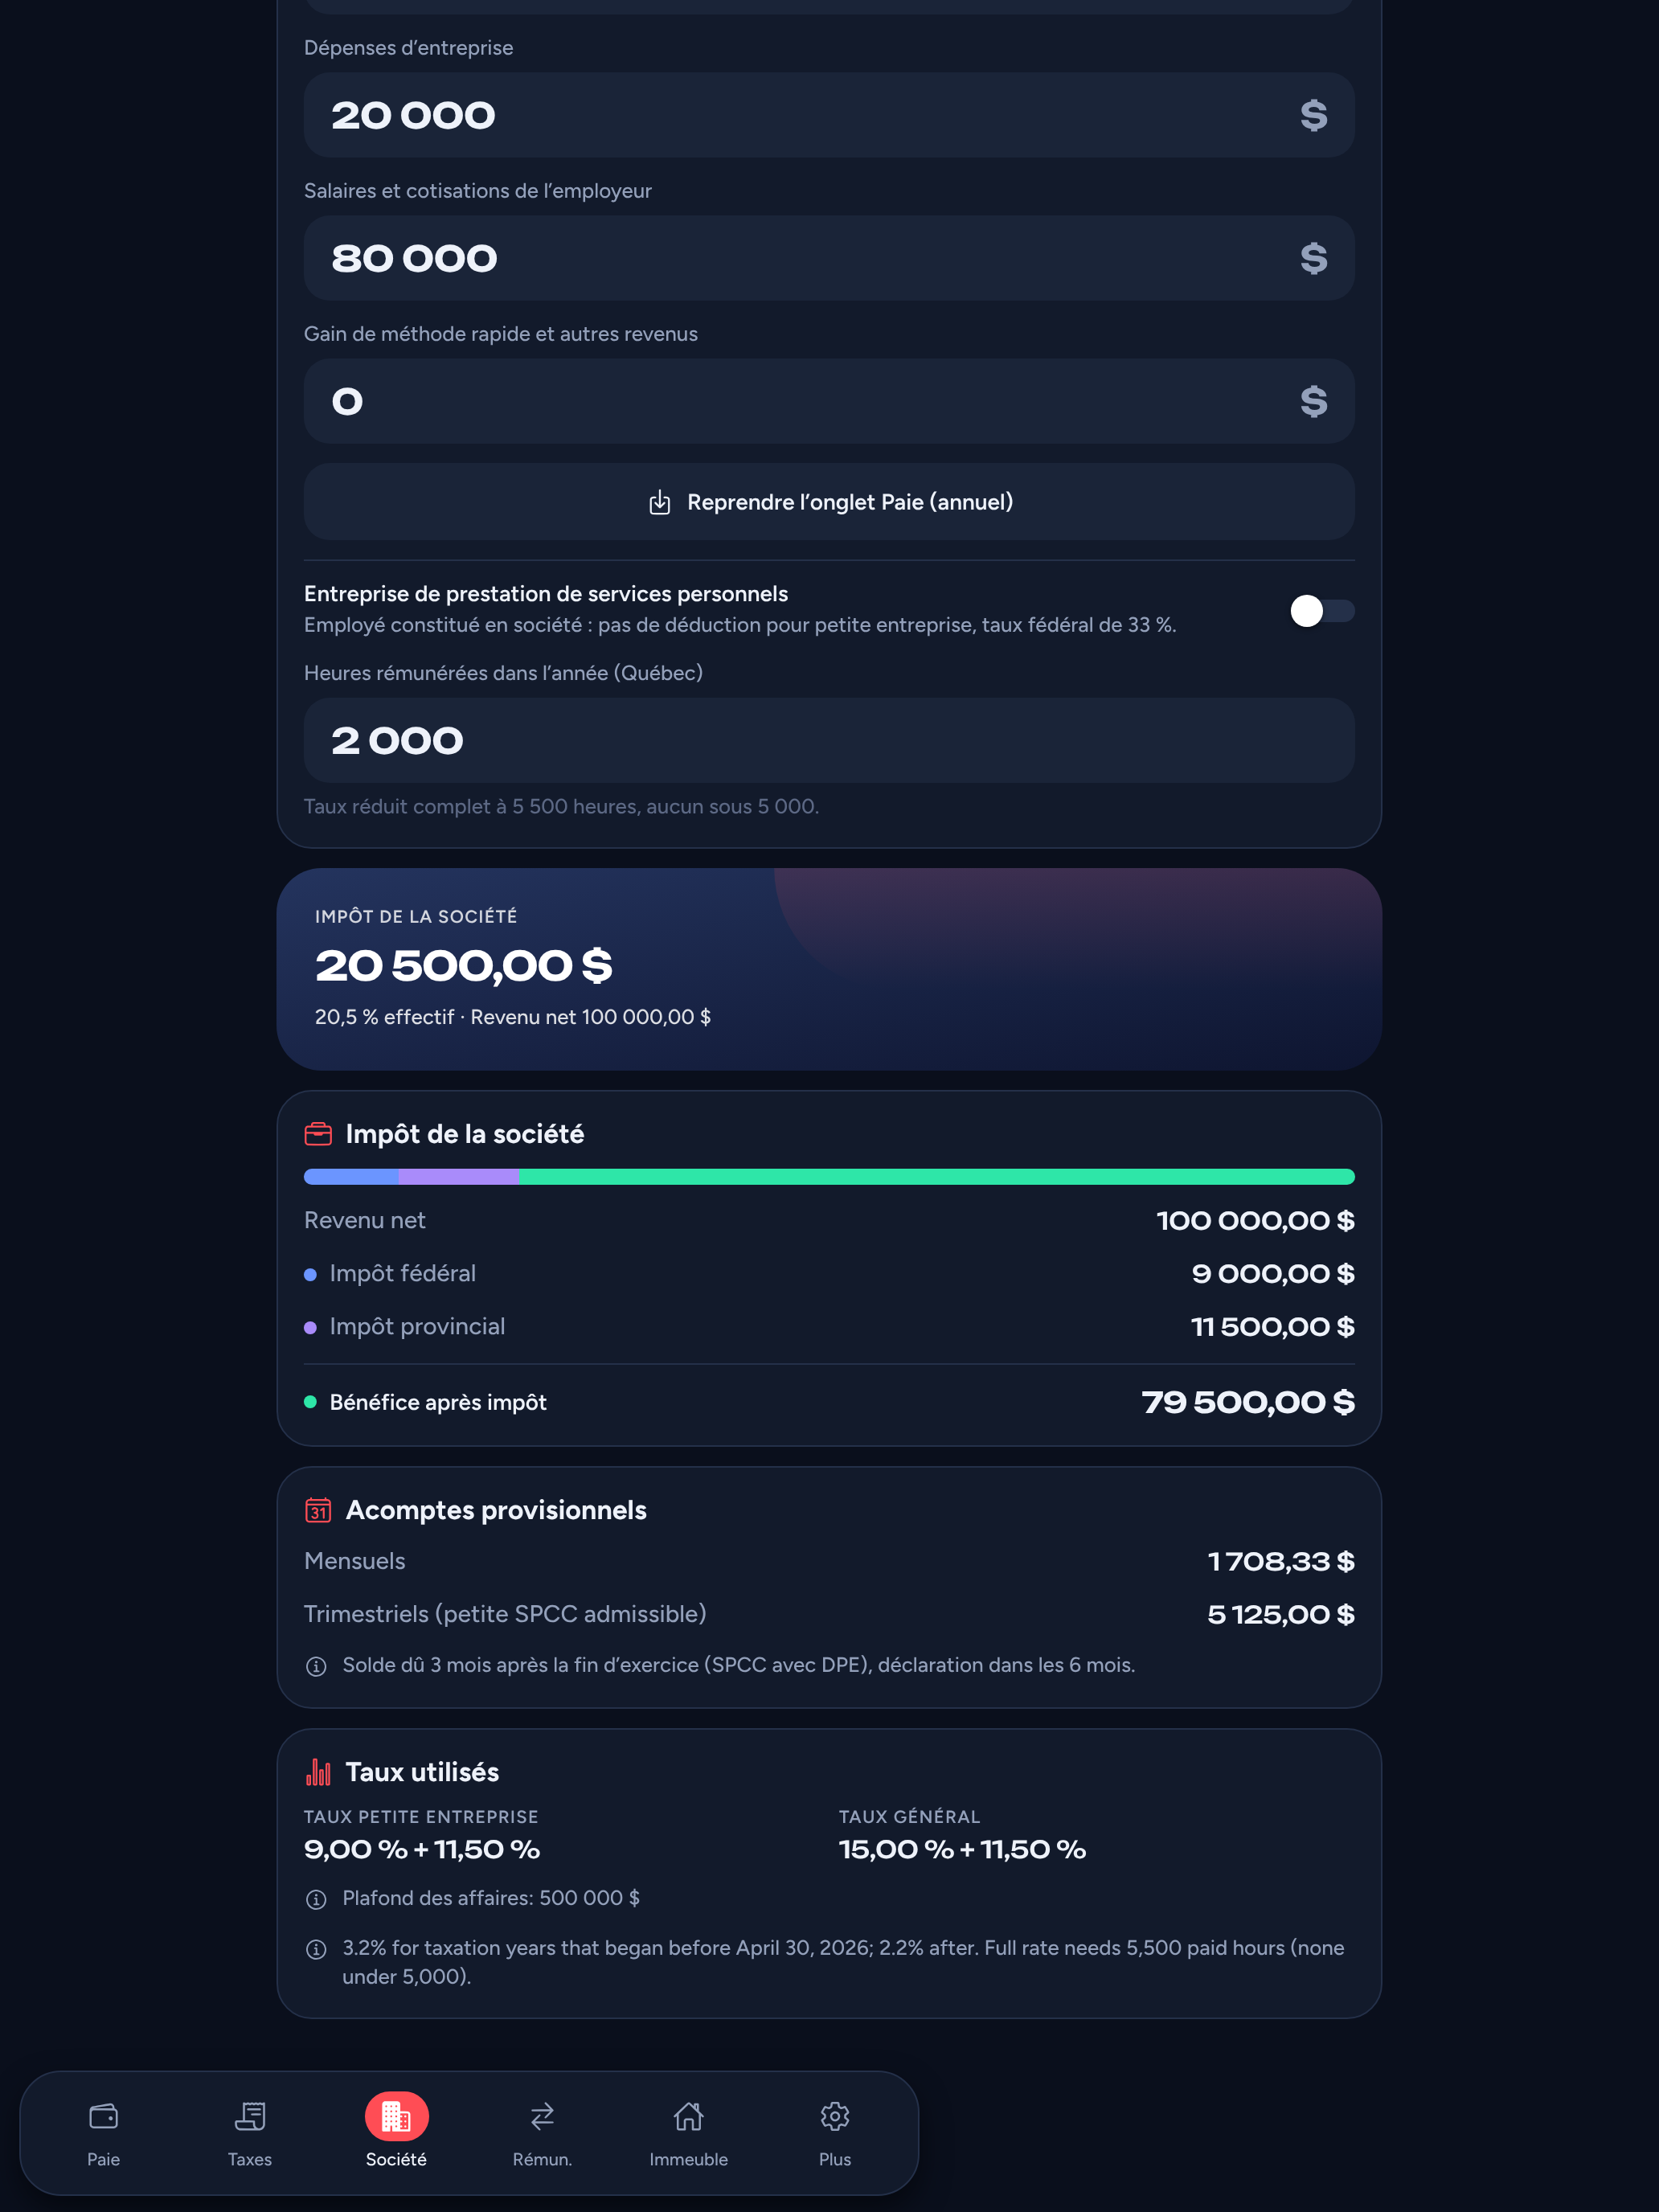 Dépenses d’entreprise
20 000 $
Salaires et cotisations de l’employeur
80 000 $
Gain de méthode rapide et autres revenus
0 $
Reprendre l’onglet Paie (annuel)
Entreprise de prestation de services personnels
Employé constitué en société : pas de déduction pour petite entreprise, taux fédéral de 33 %.
Heures rémunérées dans l’année (Québec)
2 000
Taux réduit complet à 5 500 heures, aucun sous 5 000.
IMPÔT DE LA SOCIÉTÉ
20 500,00 $
20,5 % effectif · Revenu net 100 000,00 $
Impôt de la société
Revenu net 100 000,00 $
Impôt fédéral 9 000,00 $
Impôt provincial 11 500,00 $
Bénéfice après impôt 79 500,00 $
31 Acomptes provisionnels
Mensuels 1 708,33 $
Trimestriels (petite SPCC admissible) 5 125,00 $
Solde dû 3 mois après la fin d’exercice (SPCC avec DPE), déclaration dans les 6 mois.
Taux utilisés
TAUX PETITE ENTREPRISE TAUX GÉNÉRAL
9,00 % + 11,50 % 15,00 % + 11,50 %
Plafond des affaires: 500 000 $
3.2% for taxation years that began before April 30, 2026; 2.2% after. Full rate needs 5,500 paid hours (none
under 5,000).
Paie Taxes Société Rémun. Immeuble Plus